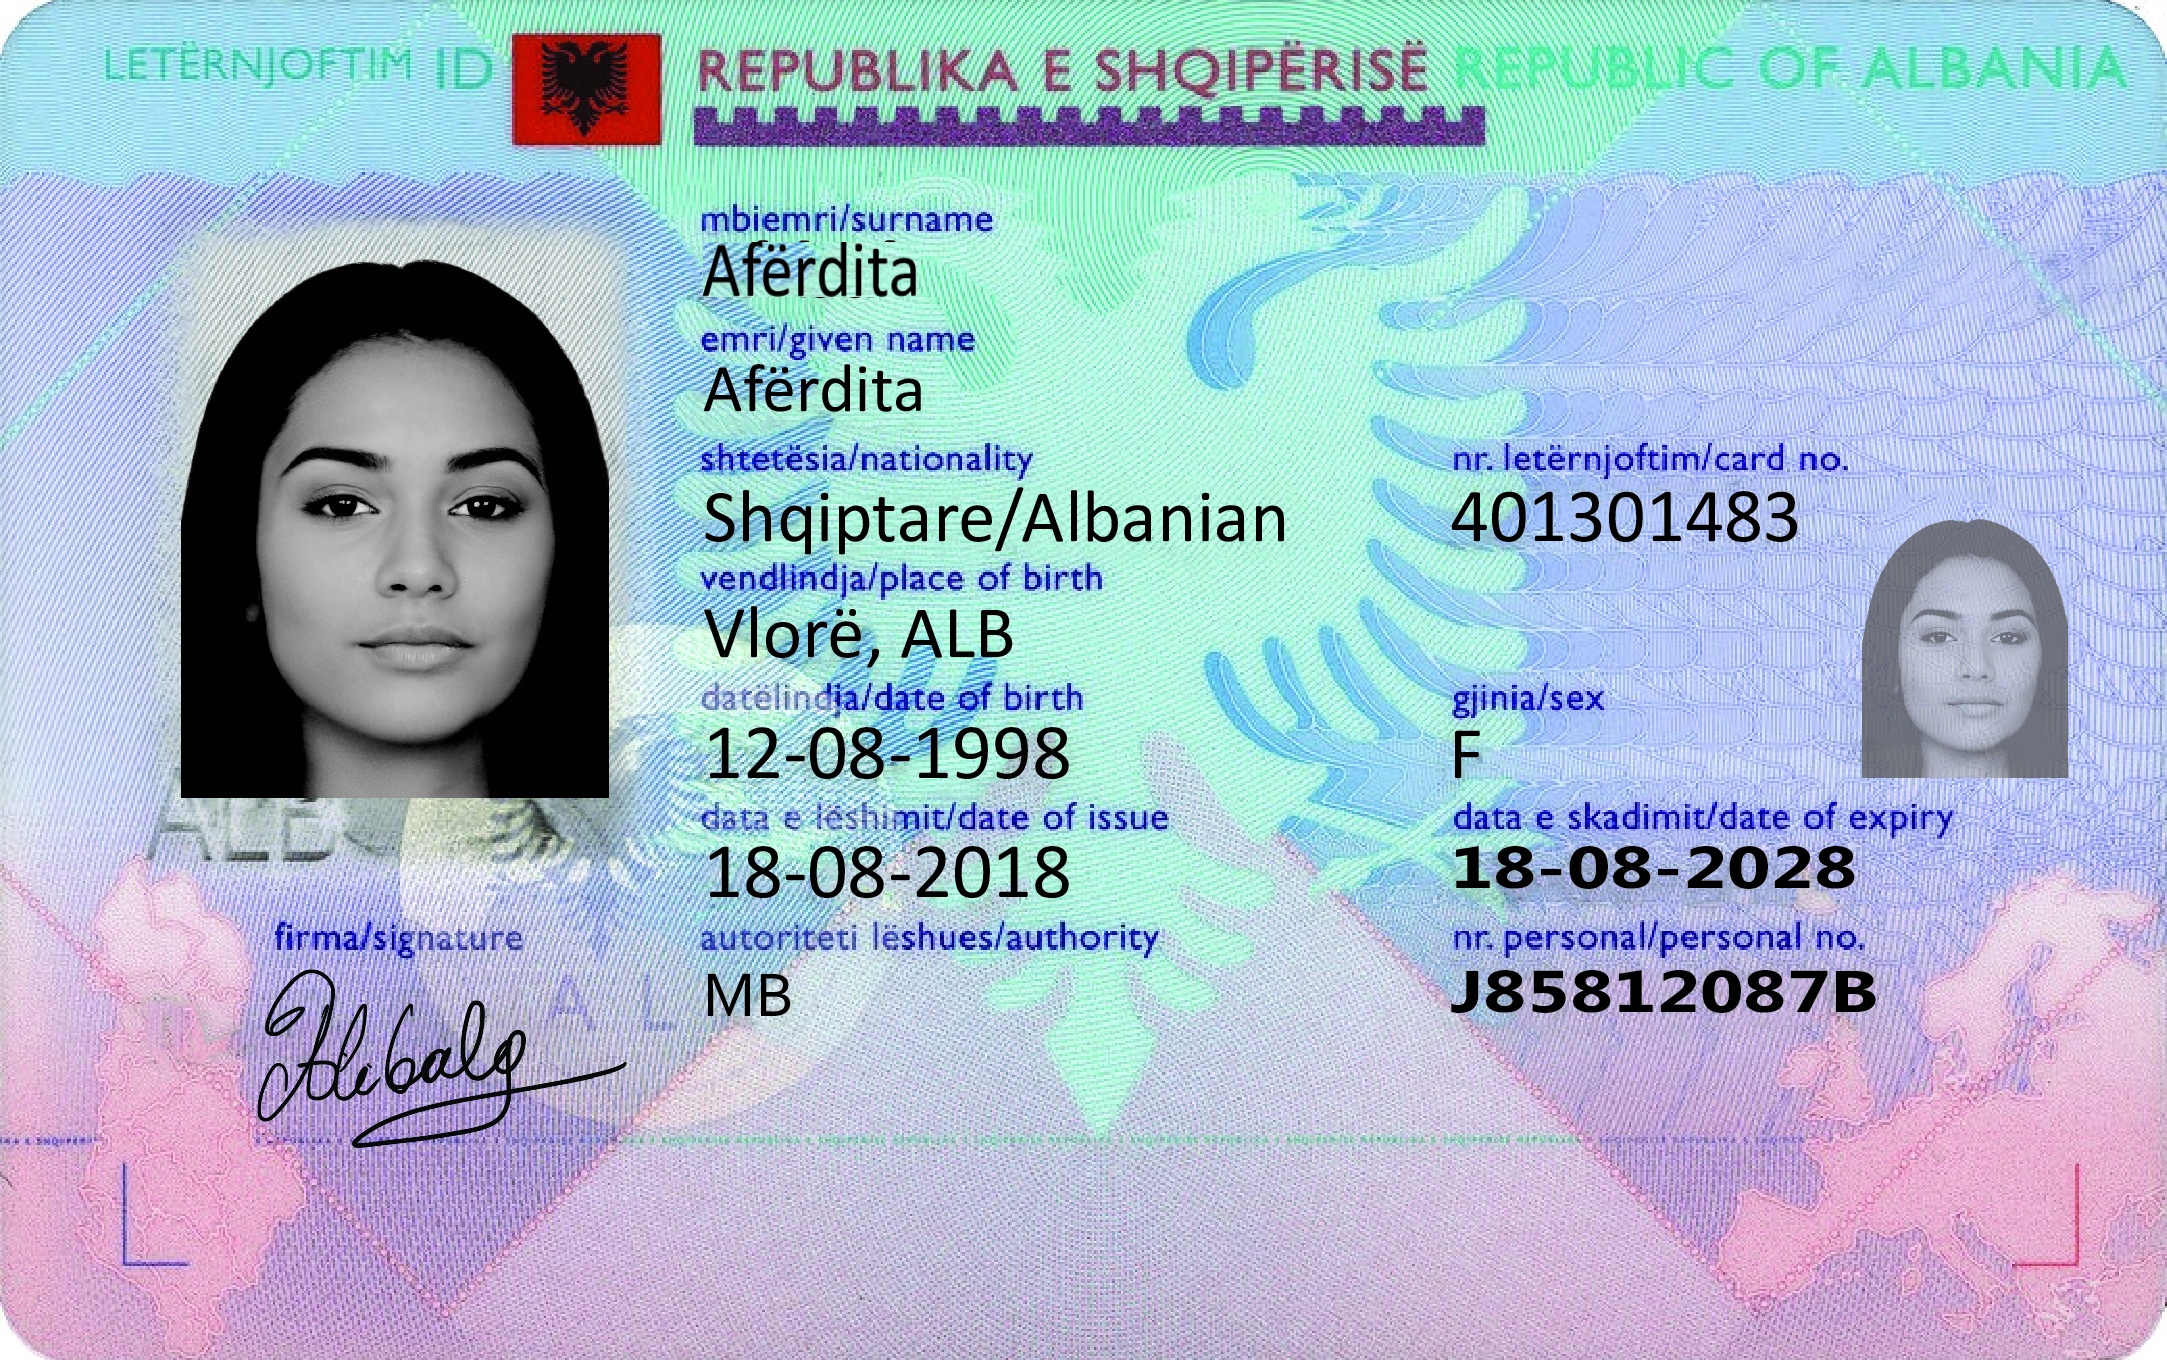 LETËRNJOFTIM ID REPUBLIKA E SHQIPËRISË REPUBLIC OF ALBANIA
mbiemri/surname
Afërdita
emri/given name
Afërdita
shtetësia/nationality
Shqiptare/Albanian
nr. letërnjoftim/card no.
401301483
vendlindja/place of birth
Vlorë, ALB
datëlindja/date of birth
12-08-1998
gjinia/sex
F
data e lëshimit/date of issue
18-08-2018
data e skadimit/date of expiry
18-08-2028
ALB
firma/signature
autoriteti lëshues/authority
MB
nr. personal/personal no.
J85812087B